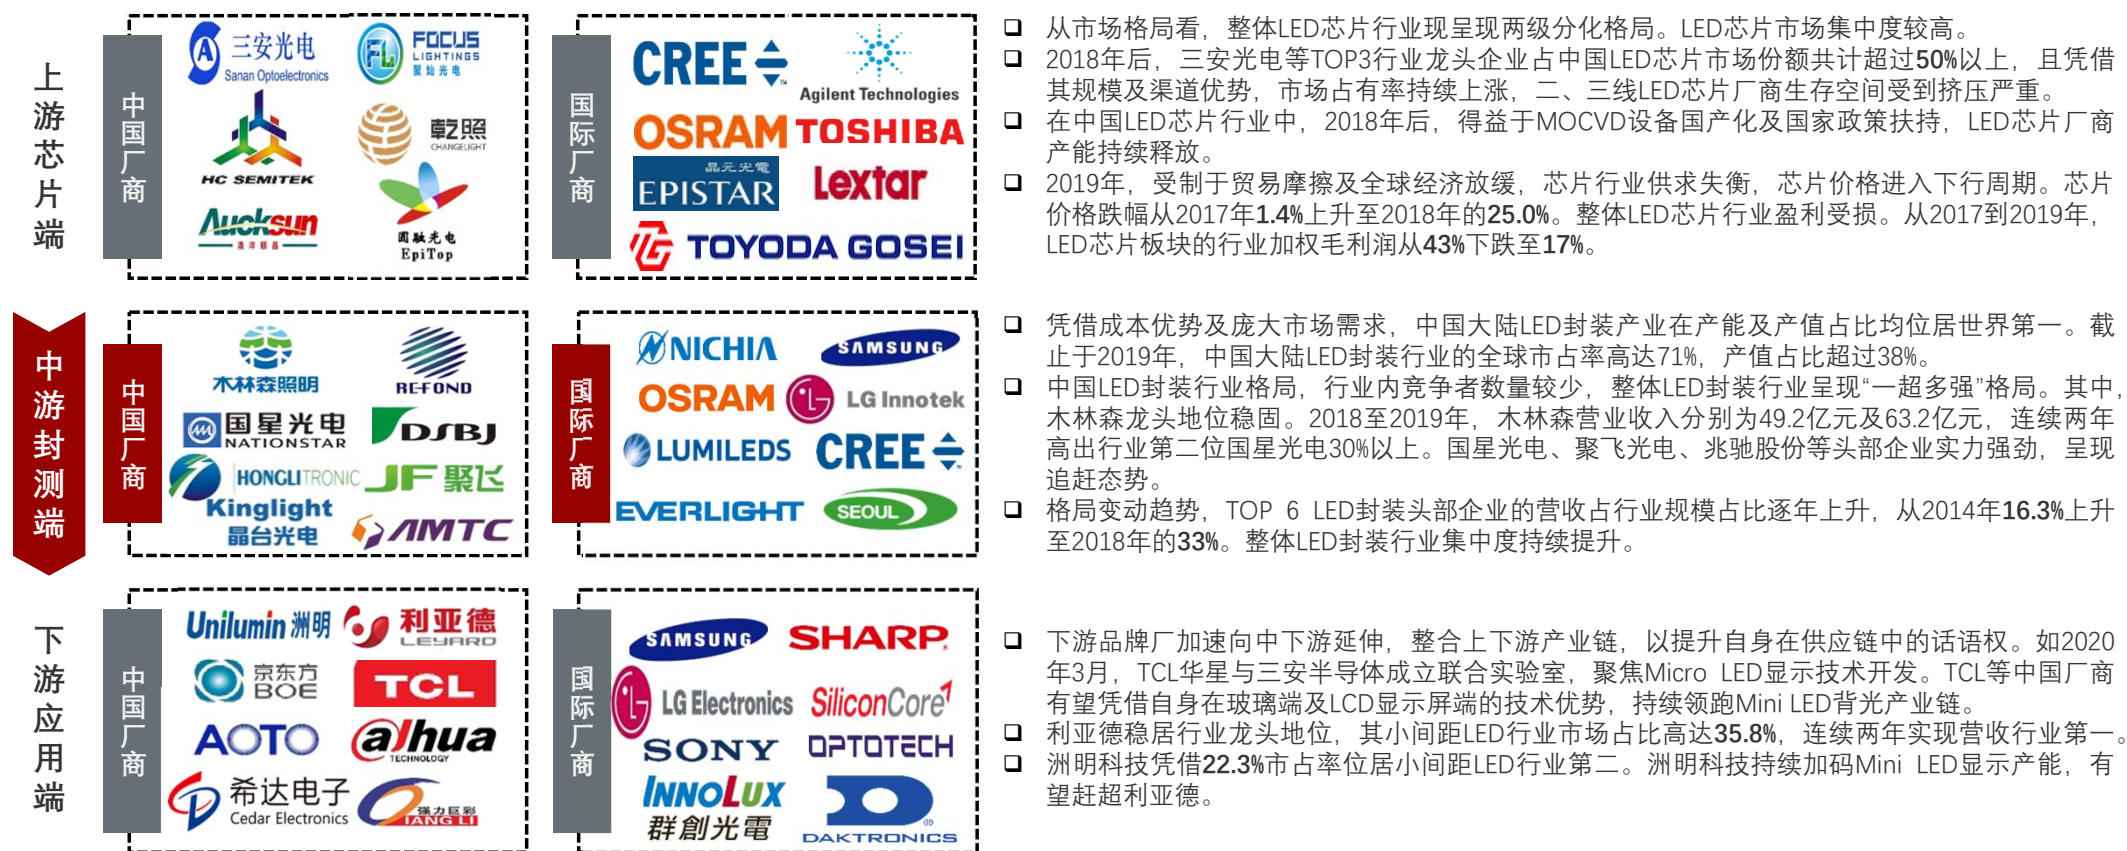 上游芯片端
中国厂商
三安光电
Sanan Optoelectronics
FOCUS
LIGHTINGS
聚灿光电
HC SEMITEK
乾照
CHANGELIGHT
Aucksun
圆融光电
EpiTop
国际厂商
CREE
Agilent Technologies
OSRAM
TOSHIBA
晶元光電
EPISTAR
Lextar
TOYODA GOSEI
从市场格局看，整体LED芯片行业现呈现两级分化格局。LED芯片市场集中度较高。
2018年后，三安光电等TOP3行业龙头企业占中国LED芯片市场份额共计超过50%以上，且凭借
其规模及渠道优势，市场占有率持续上涨，二、三线LED芯片厂商生存空间受到挤压严重。
在中国LED芯片行业中，2018年后，得益于MOCVD设备国产化及国家政策扶持，LED芯片厂商
产能持续释放。
2019年，受制于贸易摩擦及全球经济放缓，芯片行业供求失衡，芯片价格进入下行周期。芯片
价格跌幅从2017年1.4%上升至2018年的25.0%。整体LED芯片行业盈利受损。从2017到2019年，
LED芯片板块的行业加权毛利润从43%下跌至17%。
中游封测端
中国厂商
木林森照明
REFOND
国星光电
NATIONSTAR
DSBJ
HONGLITRONIC
JF聚飞
Kinglight
晶台光电
AMTC
国际厂商
NICHIA
SAMSUNG
OSRAM
LG Innotek
LUMILEDS
CREE
EVERLIGHT
SEOUL
凭借成本优势及庞大市场需求，中国大陆LED封装产业在产能及产值占比均位居世界第一。截
止于2019年，中国大陆LED封装行业的全球市占率高达71%，产值占比超过38%。
中国LED封装行业格局，行业内竞争者数量较少，整体LED封装行业呈现“一超多强”格局。其中，
木林森龙头地位稳固。2018至2019年，木林森营业收入分别为49.2亿元及63.2亿元，连续两年
高出行业第二位国星光电30%以上。国星光电、聚飞光电、兆驰股份等头部企业实力强劲，呈现
追赶态势。
格局变动趋势，TOP 6 LED封装头部企业的营收占行业规模占比逐年上升，从2014年16.3%上升
至2018年的33%。整体LED封装行业集中度持续提升。
下游应用端
中国厂商
Unilumin 洲明
利亚德
LEYARD
京东方
BOE
TCL
AOTO
alhua
TECHNOLOGY
希达电子
Cedar Electronics
强力巨彩
QIANGLI
国际厂商
SAMSUNG
SHARP
LG Electronics
SiliconCore
SONY
OPTOTECH
INNOLUX
群創光電
DAKTRONICS
下游品牌厂加速向中下游延伸，整合上下游产业链，以提升自身在供应链中的话语权。如2020
年3月，TCL华星与三安半导体成立联合实验室，聚焦Micro LED显示技术开发。TCL等中国厂商
有望凭借自身在玻璃端及LCD显示屏端的技术优势，持续领跑Mini LED背光产业链。
利亚德稳居行业龙头地位，其小间距LED行业市场占比高达35.8%，连续两年实现营收行业第一。
洲明科技凭借22.3%市占率位居小间距LED行业第二。洲明科技持续加码Mini LED显示产能，有
望赶超利亚德。